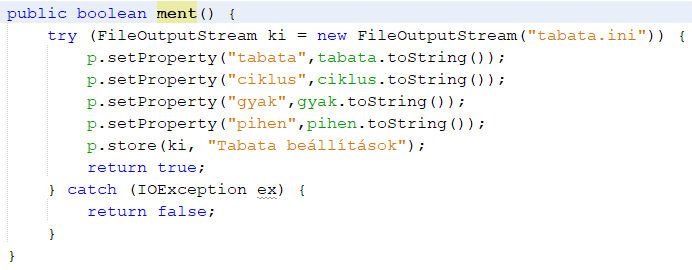 public boolean ment() {
    try (FileOutputStream ki = new FileOutputStream("tabata.ini")) {
        p.setProperty("tabata",tabata.toString());
        p.setProperty("ciklus",ciklus.toString());
        p.setProperty("gyak",gyak.toString());
        p.setProperty("pihen",pihen.toString());
        p.store(ki, "Tabata beállítások");
        return true;
    } catch (IOException ex) {
        return false;
    }
}